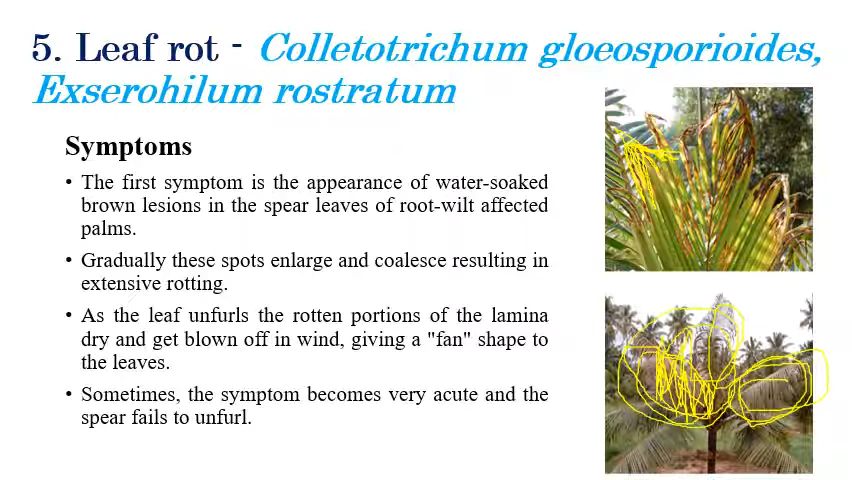 5. Leaf rot - Colletotrichum gloeosporioides,
Exserohilum rostratum
Symptoms
• The first symptom is the appearance of water-soaked
brown lesions in the spear leaves of root-wilt affected
palms.
• Gradually these spots enlarge and coalesce resulting in
extensive rotting.
• As the leaf unfurls the rotten portions of the lamina
dry and get blown off in wind, giving a "fan" shape to
the leaves.
• Sometimes, the symptom becomes very acute and the
spear fails to unfurl.